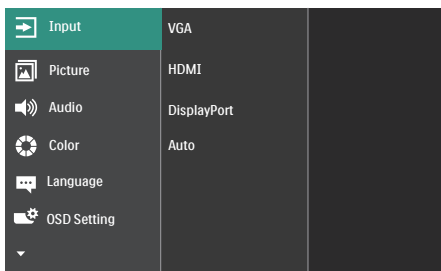 Input
Picture
Audio
Color
Language
OSD Setting
VGA
HDMI
DisplayPort
Auto